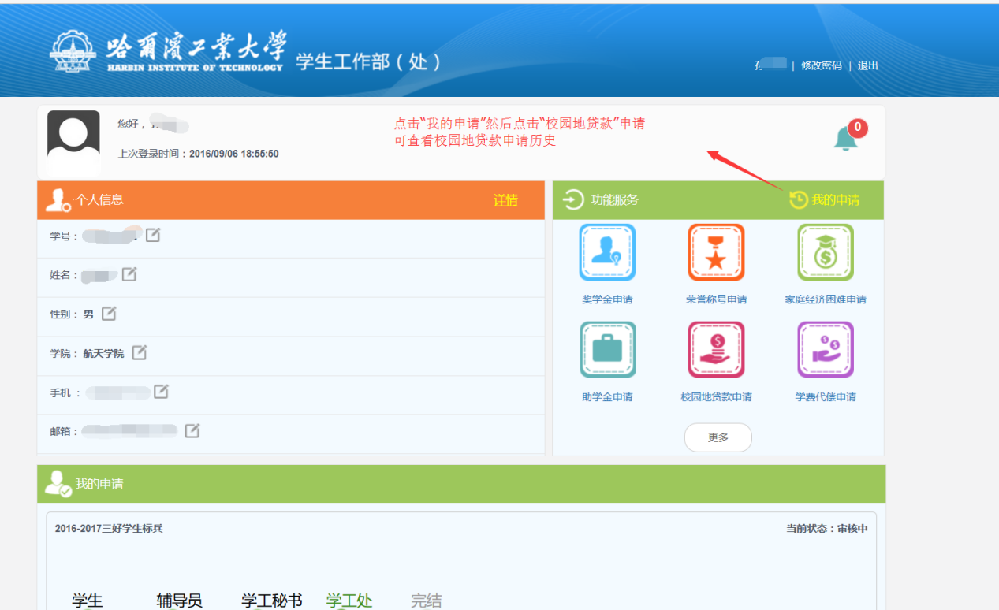 哈爾濱工業大學
HARBIN INSTITUTE OF TECHNOLOGY
学生工作部（处）
| 修改密码 | 退出
您好，
上次登录时间：2016/09/06 18:55:50
点击“我的申请”然后点击“校园地贷款”申请
可查看校园地贷款申请历史
0
个人信息 详情
学号：
姓名：
性别：男
学院：航天学院
手机：
邮箱：
功能服务 我的申请
奖学金申请 荣誉称号申请 家庭经济困难申请
助学金申请 校园地贷款申请 学费代偿申请
更多
我的申请
2016-2017三好学生标兵 当前状态：审核中
学生 辅导员 学工秘书 学工处 完结